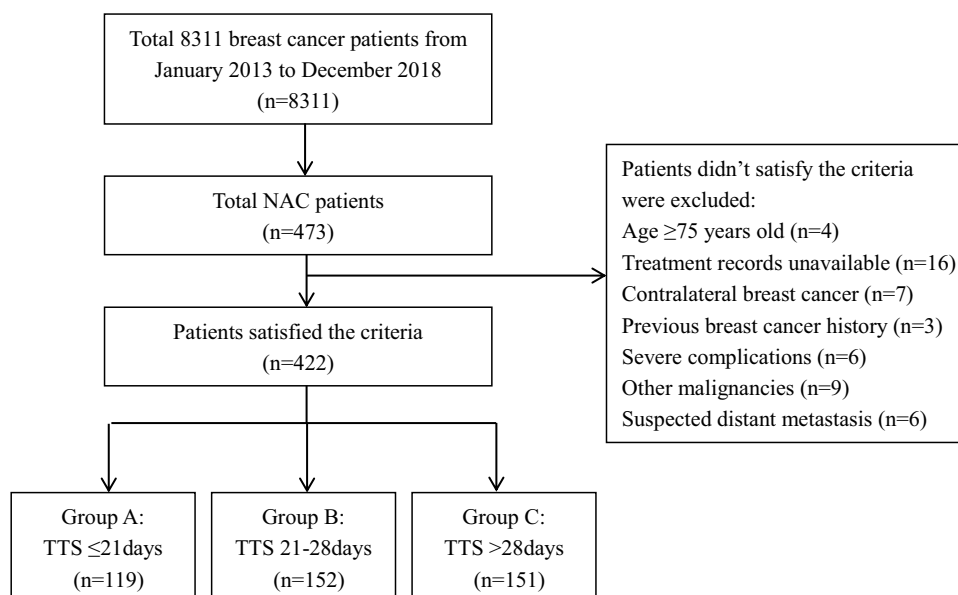 Total 8311 breast cancer patients from
January 2013 to December 2018
(n=8311)
Total NAC patients
(n=473)
Patients didn’t satisfy the criteria
were excluded:
Age ≥75 years old (n=4)
Treatment records unavailable (n=16)
Contralateral breast cancer (n=7)
Previous breast cancer history (n=3)
Severe complications (n=6)
Other malignancies (n=9)
Suspected distant metastasis (n=6)
Patients satisfied the criteria
(n=422)
Group A:
TTS ≤21days
(n=119)
Group B:
TTS 21-28days
(n=152)
Group C:
TTS >28days
(n=151)